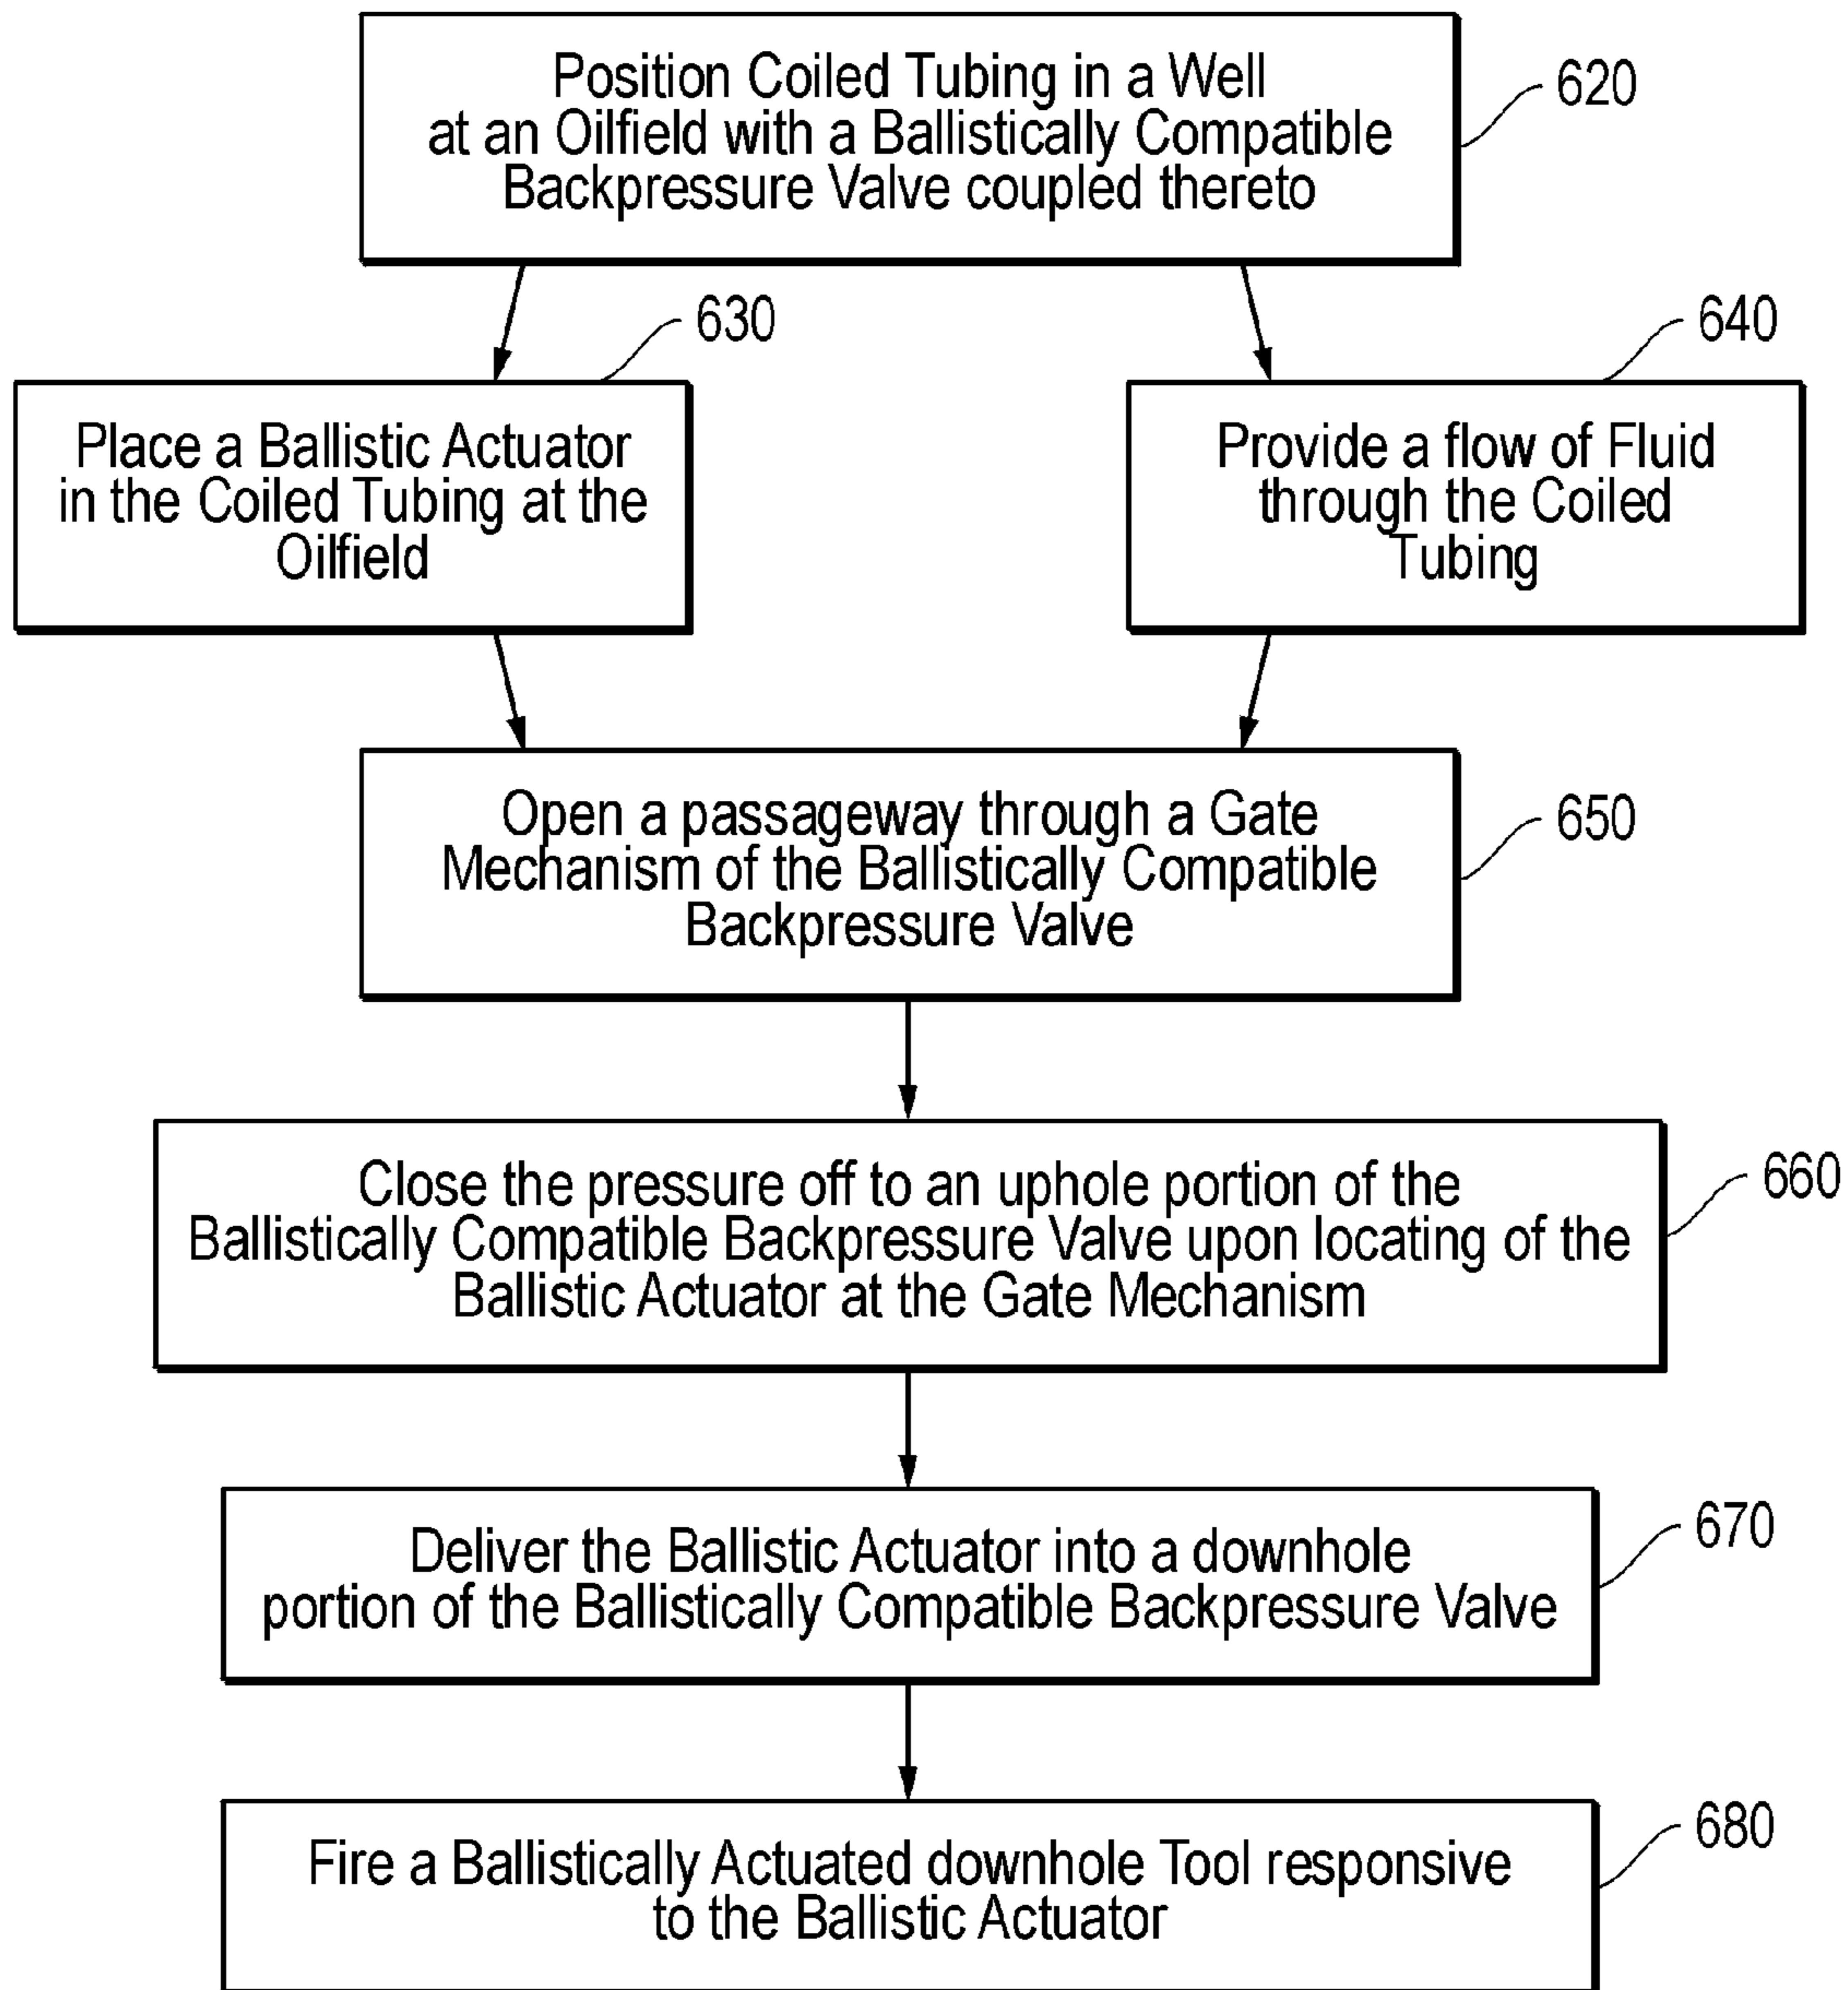 Position Coiled Tubing in a Well
at an Oilfield with a Ballistically Compatible
Backpressure Valve coupled thereto
620
630
640
Place a Ballistic Actuator
in the Coiled Tubing at the
Oilfield
Provide a flow of Fluid
through the Coiled
Tubing
Open a passageway through a Gate
Mechanism of the Ballistically Compatible
Backpressure Valve
650
Close the pressure off to an uphole portion of the
Ballistically Compatible Backpressure Valve upon locating of the
Ballistic Actuator at the Gate Mechanism
660
Deliver the Ballistic Actuator into a downhole
portion of the Ballistically Compatible Backpressure Valve
670
Fire a Ballistically Actuated downhole Tool responsive
to the Ballistic Actuator
680